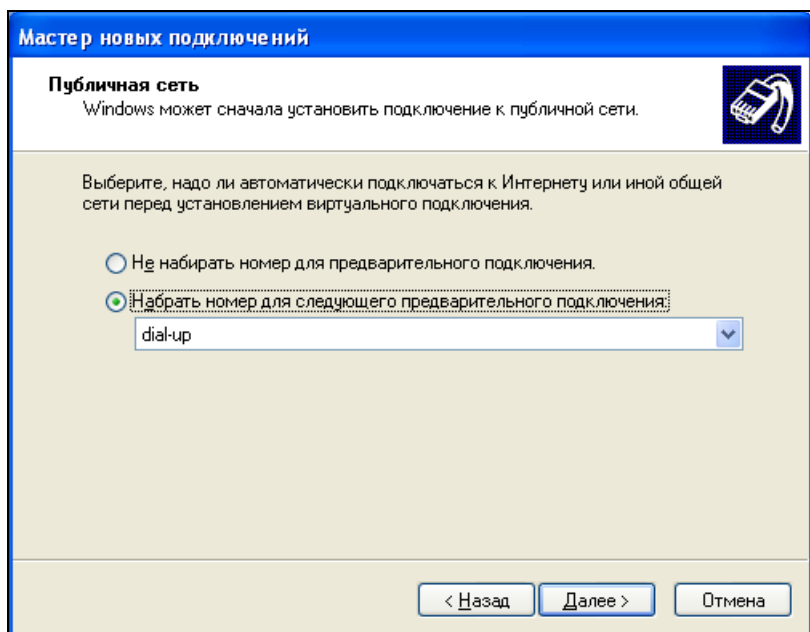 Мастер новых подключений
Публичная сеть
Windows может сначала установить подключение к публичной сети.
Выберите, надо ли автоматически подключаться к Интернету или иной общей
сети перед установлением виртуального подключения.
Не набирать номер для предварительного подключения.
Набрать номер для следующего предварительного подключения:
dial-up
< Назад
Далее >
Отмена